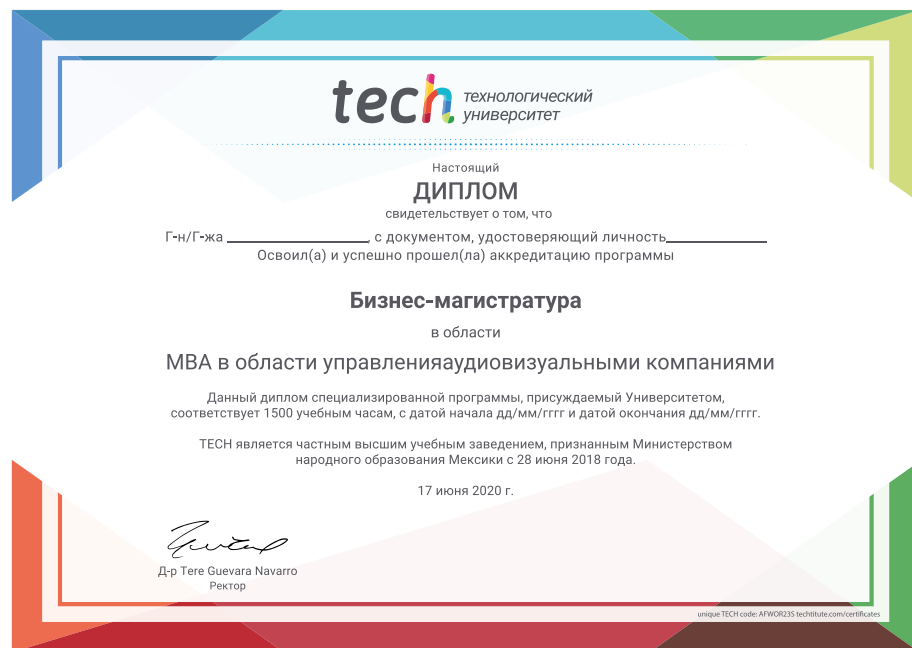 tech технологический
университет
Настоящий
ДИПЛОМ
свидетельствует о том, что
Г-н/Г-жа , с документом, удостоверяющий личность
Освоил(а) и успешно прошел(ла) аккредитацию программы
Бизнес-магистратура
в области
MBA в области управленияаудиовизуальными компаниями
Данный диплом специализированной программы, присуждаемый Университетом,
соответствует 1500 учебным часам, с датой начала дд/мм/гггг и датой окончания дд/мм/гггг.
TECH является частным высшим учебным заведением, признанным Министерством
народного образования Мексики с 28 июня 2018 года.
17 июня 2020 г.
Д-р Tere Guevara Navarro
Ректор
unique TECH code: AFWOR23S techtitute.com/certificates